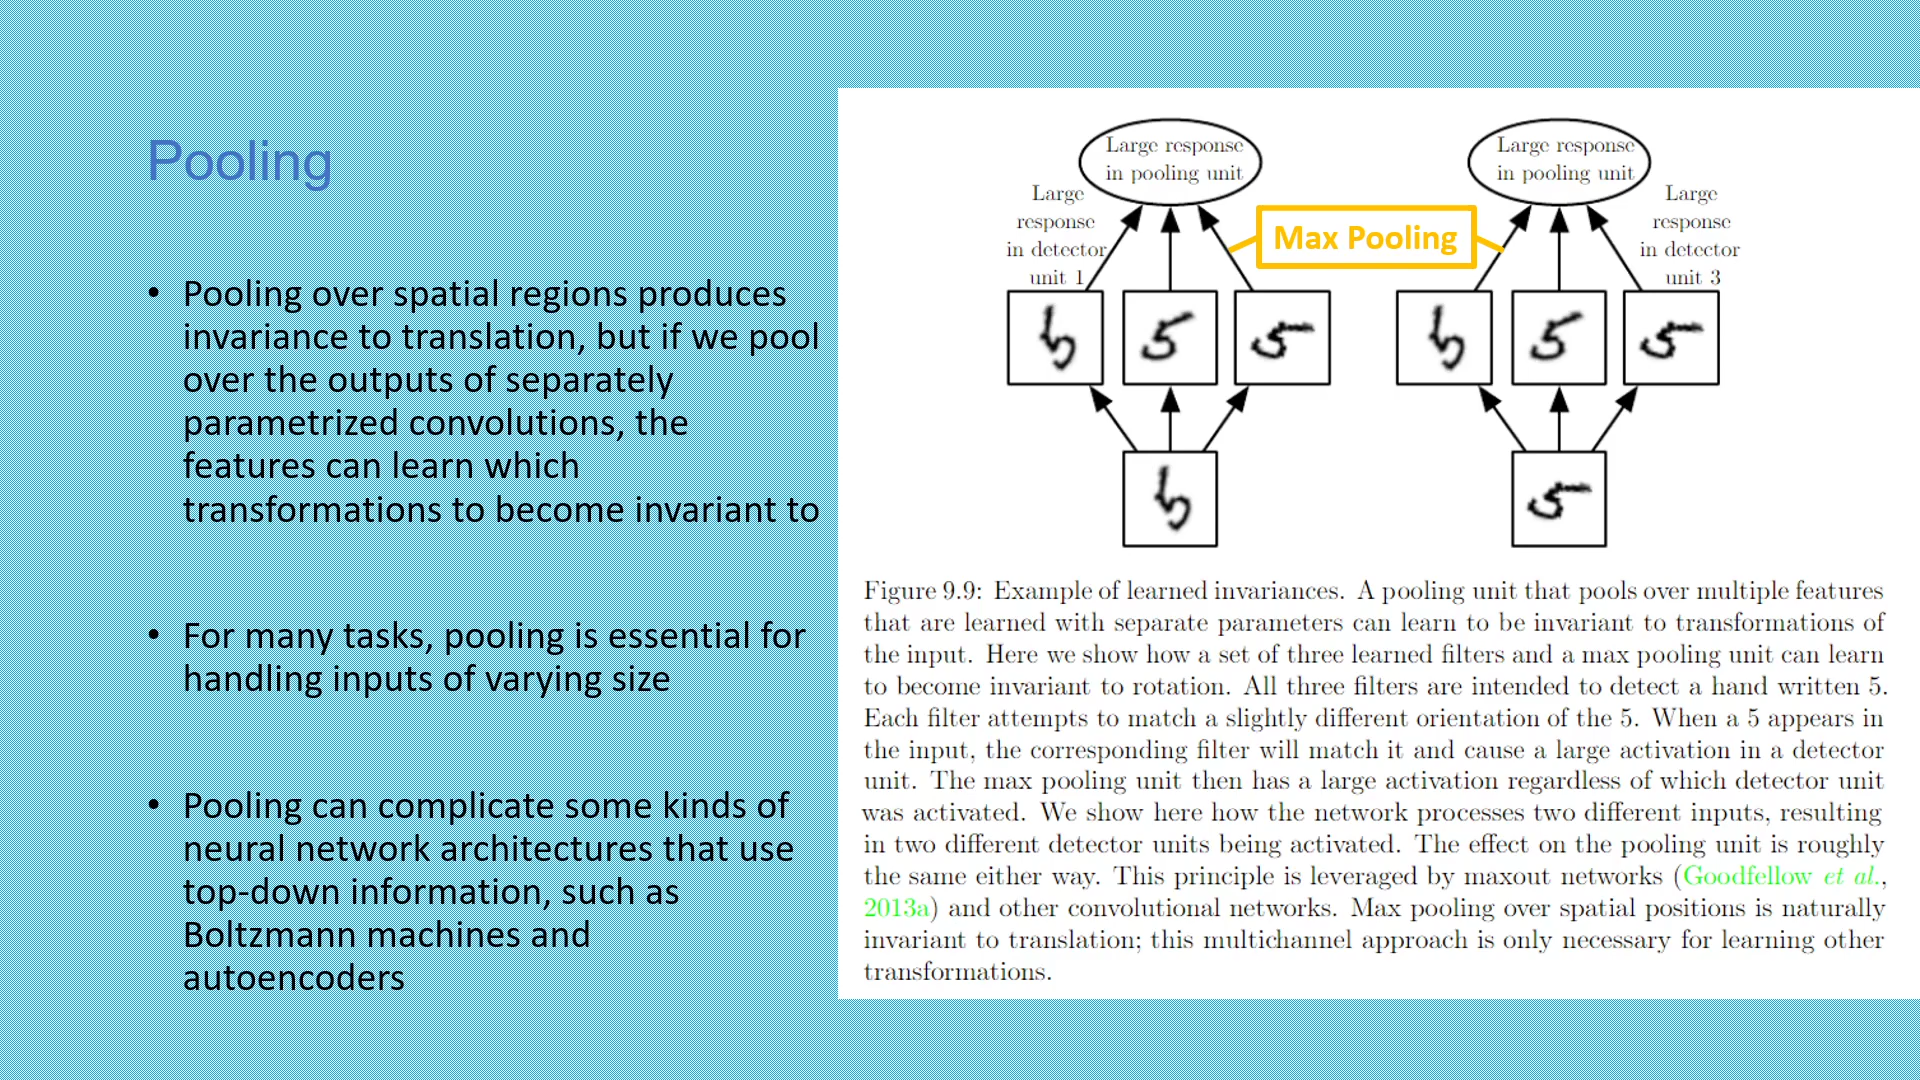 Pooling
• Pooling over spatial regions produces
invariance to translation, but if we pool
over the outputs of separately
parametrized convolutions, the
features can learn which
transformations to become invariant to
• For many tasks, pooling is essential for
handling inputs of varying size
• Pooling can complicate some kinds of
neural network architectures that use
top-down information, such as
Boltzmann machines and
autoencoders
Large response
in pooling unit
Large
response
in detector
unit 1
Max Pooling
Large response
in pooling unit
Large
response
in detector
unit 3
5 5 5
5 5 5
5
5
Figure 9.9: Example of learned invariances. A pooling unit that pools over multiple features
that are learned with separate parameters can learn to be invariant to transformations of
the input. Here we show how a set of three learned filters and a max pooling unit can learn
to become invariant to rotation. All three filters are intended to detect a hand written 5.
Each filter attempts to match a slightly different orientation of the 5. When a 5 appears in
the input, the corresponding filter will match it and cause a large activation in a detector
unit. The max pooling unit then has a large activation regardless of which detector unit
was activated. We show here how the network processes two different inputs, resulting
in two different detector units being activated. The effect on the pooling unit is roughly
the same either way. This principle is leveraged by maxout networks (Goodfellow et al.,
2013a) and other convolutional networks. Max pooling over spatial positions is naturally
invariant to translation; this multichannel approach is only necessary for learning other
transformations.